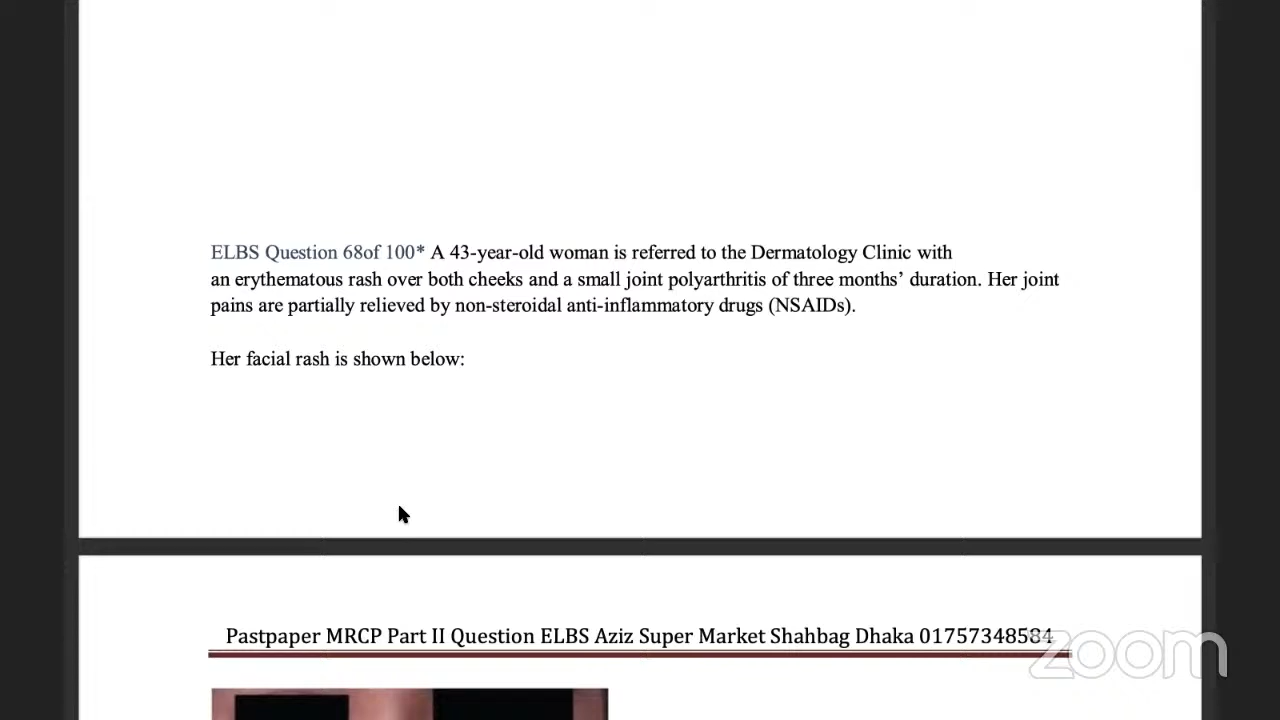 ELBS Question 68of 100* A 43-year-old woman is referred to the Dermatology Clinic with
an erythematous rash over both cheeks and a small joint polyarthritis of three months’ duration. Her joint
pains are partially relieved by non-steroidal anti-inflammatory drugs (NSAIDs).
Her facial rash is shown below:
Pastpaper MRCP Part II Question ELBS Aziz Super Market Shahbag Dhaka 01757348584
zoom